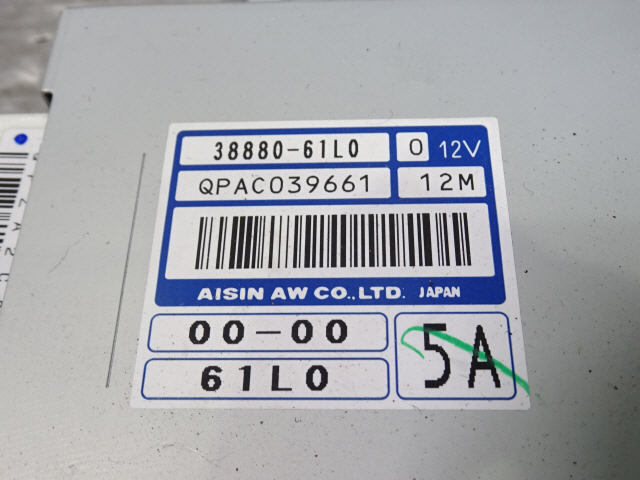 38880-61L0 0 12V
QPAC039661 12M
AISIN AW CO.,LTD. JAPAN
00-00
61L0
5A